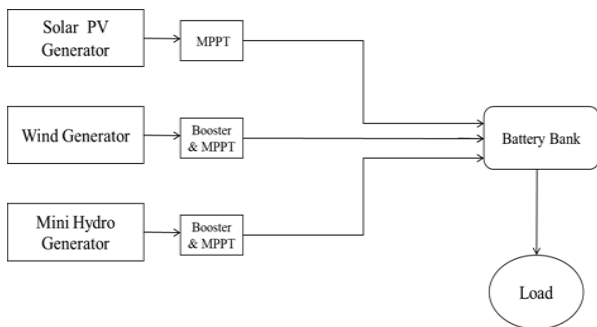 Solar PV
Generator
MPPT
Wind Generator
Booster
& MPPT
Battery Bank
Mini Hydro
Generator
Booster
& MPPT
Load